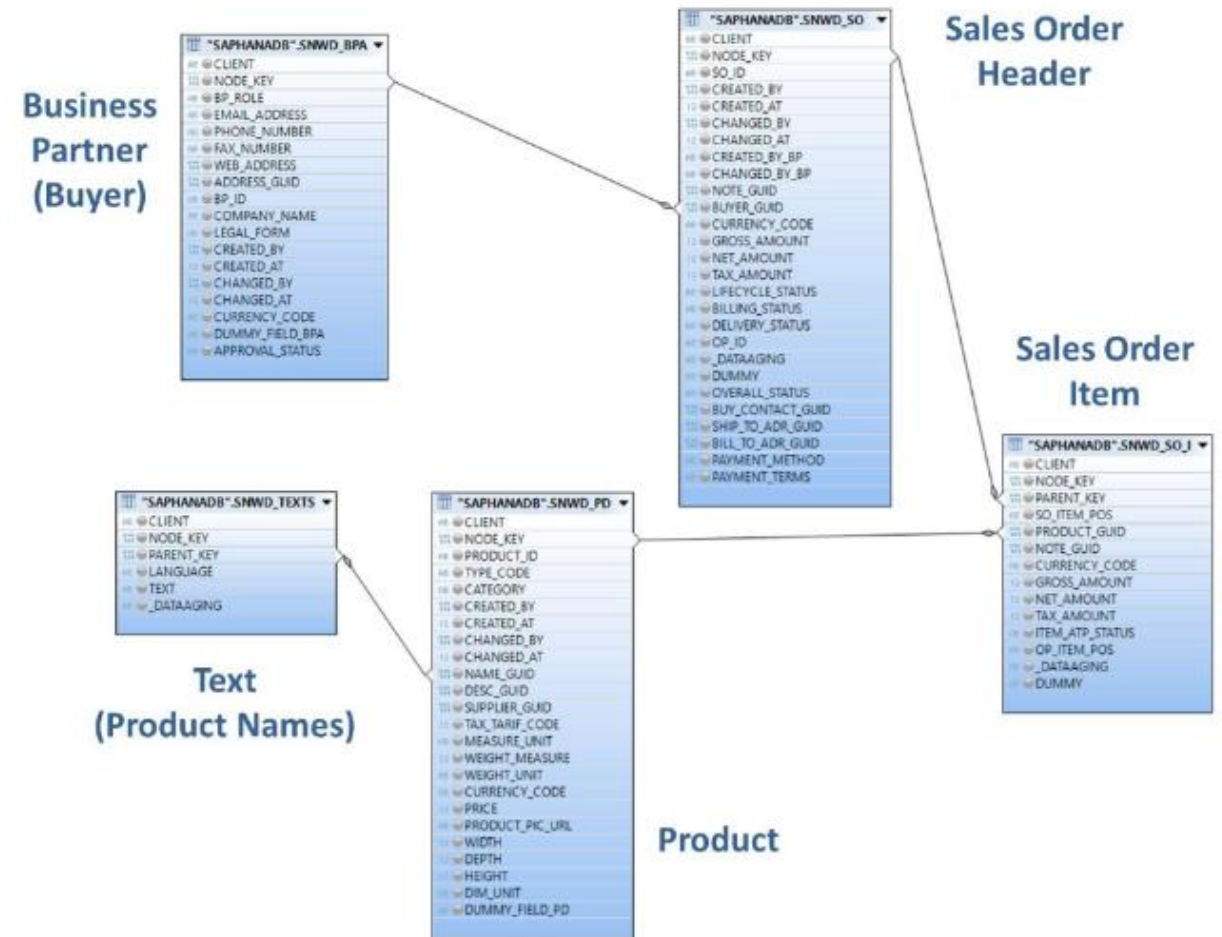 Business
Partner
(Buyer)
"SAPHANADB".SNWD_BPA
CLIENT
NODE_KEY
BP_ROLE
EMAIL_ADDRESS
PHONE_NUMBER
FAX_NUMBER
WEB_ADDRESS
ADDRESS_GUID
BP_ID
COMPANY_NAME
LEGAL_FORM
CREATED_BY
CREATED_AT
CHANGED_BY
CHANGED_AT
CURRENCY_CODE
DUMMY_FIELD_BPA
APPROVAL_STATUS
"SAPHANADB".SNWD_SO
CLIENT
NODE_KEY
SO_ID
CREATED_BY
CREATED_AT
CHANGED_BY
CHANGED_AT
CREATED_BY_BP
CHANGED_BY_BP
NOTE_GUID
BUYER_GUID
CURRENCY_CODE
GROSS_AMOUNT
NET_AMOUNT
TAX_AMOUNT
LIFECYCLE_STATUS
BILLING_STATUS
DELIVERY_STATUS
OP_ID
_DATAAGING
DUMMY
OVERALL_STATUS
BUY_CONTACT_GUID
SHIP_TO_ADR_GUID
BILL_TO_ADR_GUID
PAYMENT_METHOD
PAYMENT_TERMS
Sales Order
Header
Sales Order
Item
"SAPHANADB".SNWD_SO_I
CLIENT
NODE_KEY
PARENT_KEY
SO_ITEM_POS
PRODUCT_GUID
NOTE_GUID
CURRENCY_CODE
GROSS_AMOUNT
NET_AMOUNT
TAX_AMOUNT
ITEM_ATP_STATUS
OP_ITEM_POS
_DATAAGING
DUMMY
"SAPHANADB".SNWD_TEXTS
CLIENT
NODE_KEY
PARENT_KEY
LANGUAGE
TEXT
_DATAAGING
Text
(Product Names)
"SAPHANADB".SNWD_PD
CLIENT
NODE_KEY
PRODUCT_ID
TYPE_CODE
CATEGORY
CREATED_BY
CREATED_AT
CHANGED_BY
CHANGED_AT
NAME_GUID
DESC_GUID
SUPPLIER_GUID
TAX_TARIF_CODE
MEASURE_UNIT
WEIGHT_MEASURE
WEIGHT_UNIT
CURRENCY_CODE
PRICE
PRODUCT_PIC_URL
WIDTH
DEPTH
HEIGHT
DIM_UNIT
DUMMY_FIELD_PD
Product